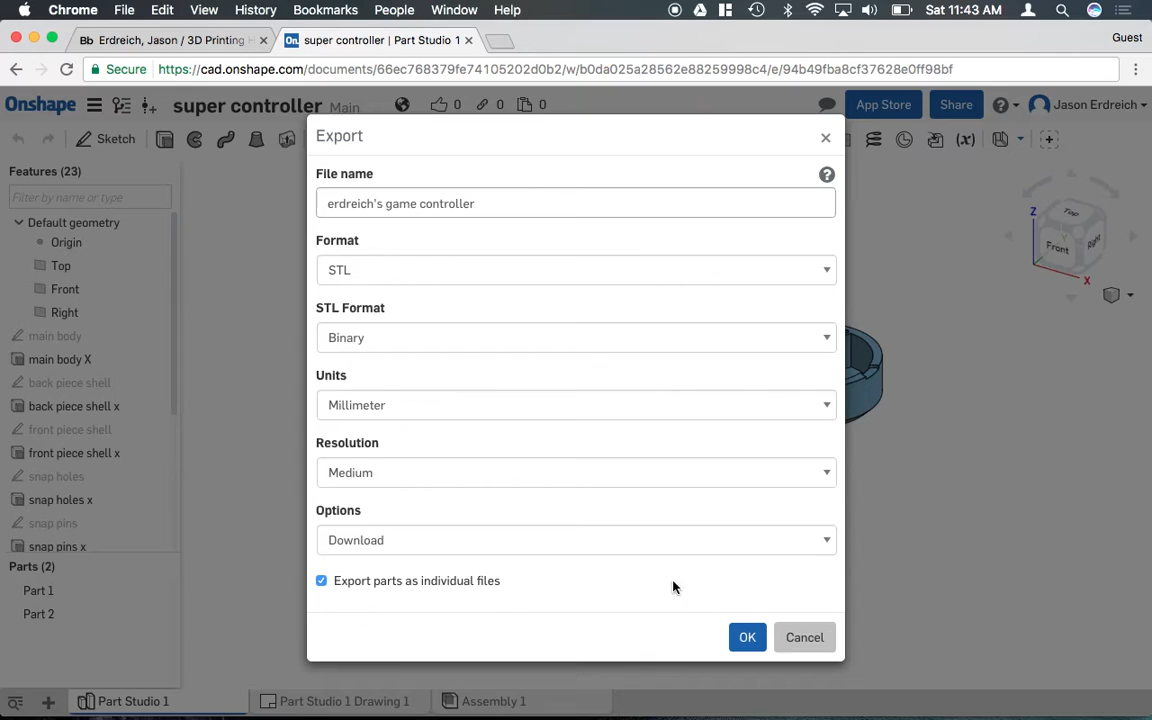 Chrome File Edit View History Bookmarks People Window Help Sat 11:43 AM
Bb Erdreich, Jason / 3D Printing
On super controller | Part Studio 1
Guest
Secure https://cad.onshape.com/documents/66ec768379fe74105202d0b2/w/b0da025a28562e88259998c4/e/94b49fba8cf37628e0ff98bf
Onshape super controller Main 0 0 0 App Store Share Jason Erdreich
Sketch (x)
Features (23)
Filter by name or type
Default geometry
Origin
Top
Front
Right
main body
main body X
back piece shell
back piece shell x
front piece shell
front piece shell x
snap holes
snap holes x
snap pins
snap pins x
Parts (2)
Part 1
Part 2
Export
File name
erdreich's game controller
Format
STL
STL Format
Binary
Units
Millimeter
Resolution
Medium
Options
Download
Export parts as individual files
OK Cancel
Z
Top
Front Right
X
Part Studio 1 Part Studio 1 Drawing 1 Assembly 1